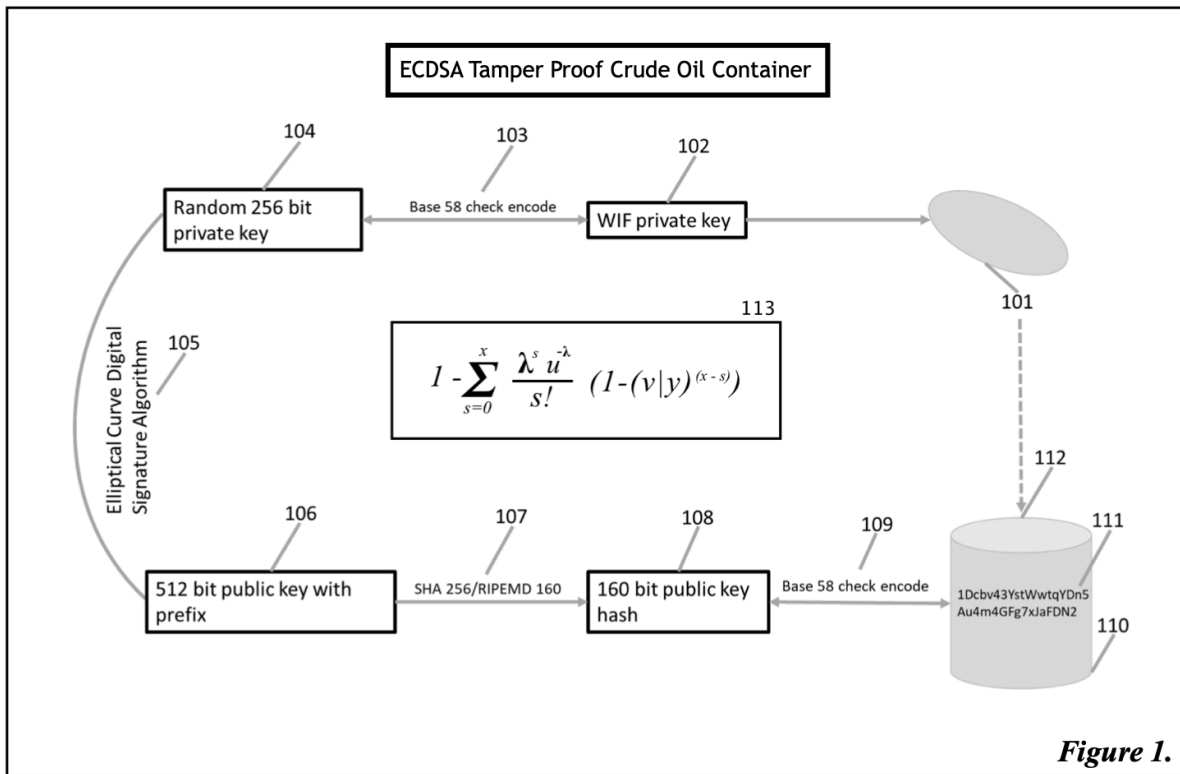 ECDSA Tamper Proof Crude Oil Container
104
103
102
Random 256 bit
private key
Base 58 check encode
WIF private key
101
113
105
Elliptical Curve Digital
Signature Algorithm
1 - x∑s=0 λ^s u^-λ / s! (1-(v|y)^(x - s))
112
111
106
107
108
109
512 bit public key with
prefix
SHA 256/RIPEMD 160
160 bit public key
hash
Base 58 check encode
1Dcbv43YstWwtqYDn5
Au4m4GFg7xJaFDN2
110
Figure 1.